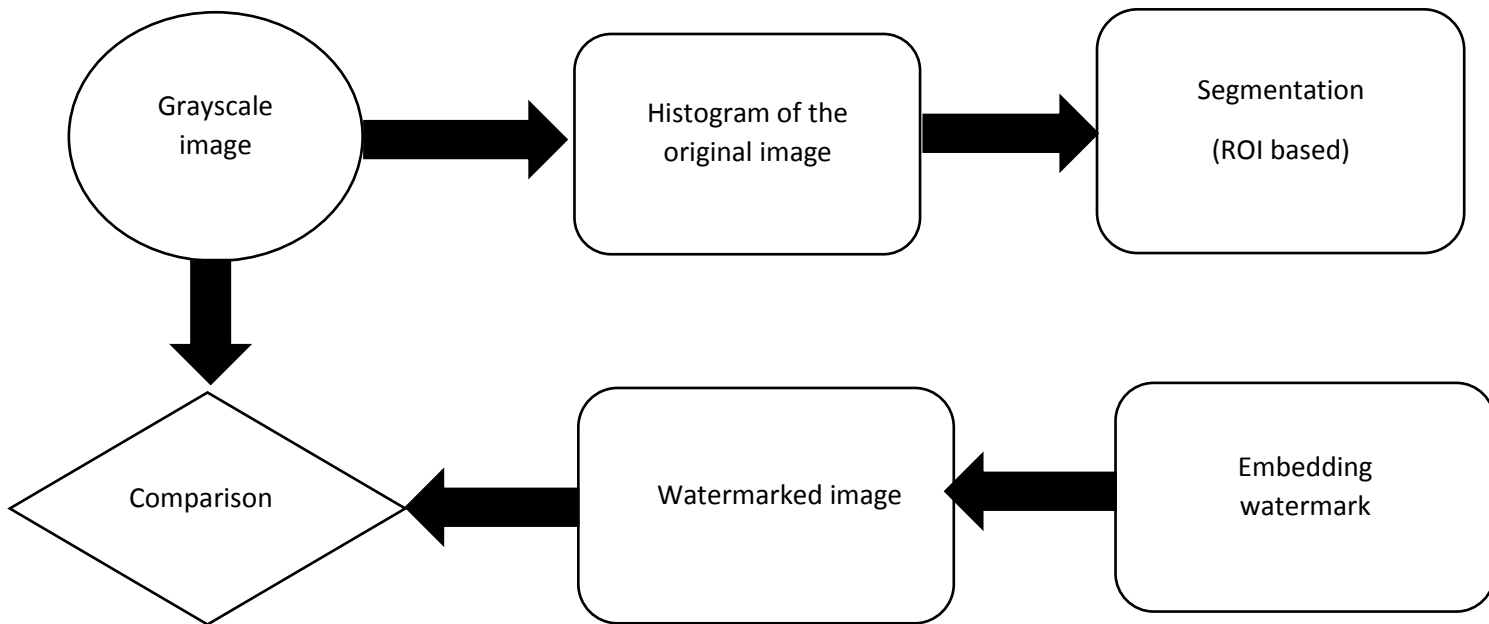 Grayscale
image
Histogram of the
original image
Segmentation
(ROI based)
Comparison
Watermarked image
Embedding
watermark